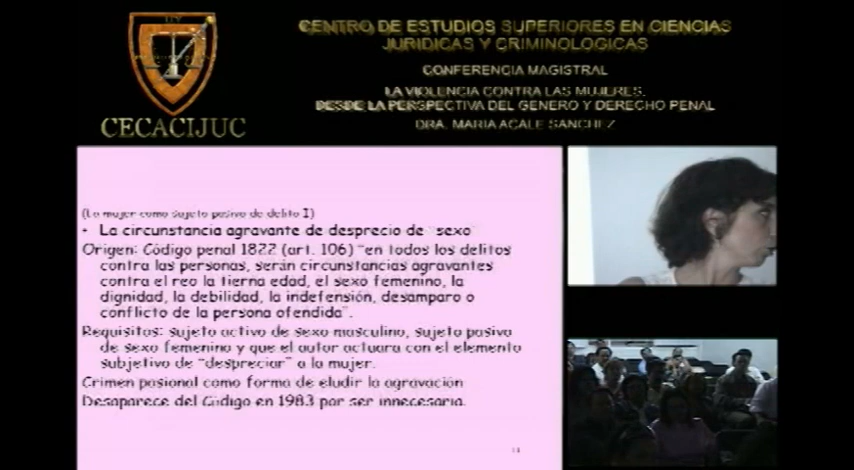 CENTRO DE ESTUDIOS SUPERIORES EN CIENCIAS
JURIDICAS Y CRIMINOLOGICAS
CONFERENCIA MAGISTRAL
LA VIOLENCIA CONTRA LAS MUJERES.
DESDE LA PERSPECTIVA DEL GENERO Y DERECHO PENAL
DRA. MARIA ACALE SANCHEZ
CECACIJUC
(La mujer como sujeto pasivo de delito I)
• La circunstancia agravante de desprecio de "sexo"
Origen: Código penal 1822 (art. 106) "en todos los delitos
contra las personas, serán circunstancias agravantes
contra el reo la tierna edad, el sexo femenino, la
dignidad, la debilidad, la indefensión, desamparo o
conflicto de la persona ofendida".
Requisitos: sujeto activo de sexo masculino, sujeto pasivo
de sexo femenino y que el autor actuara con el elemento
subjetivo de "despreciar" a la mujer.
Crimen pasional como forma de eludir la agravación
Desaparece del Código en 1983 por ser innecesaria.